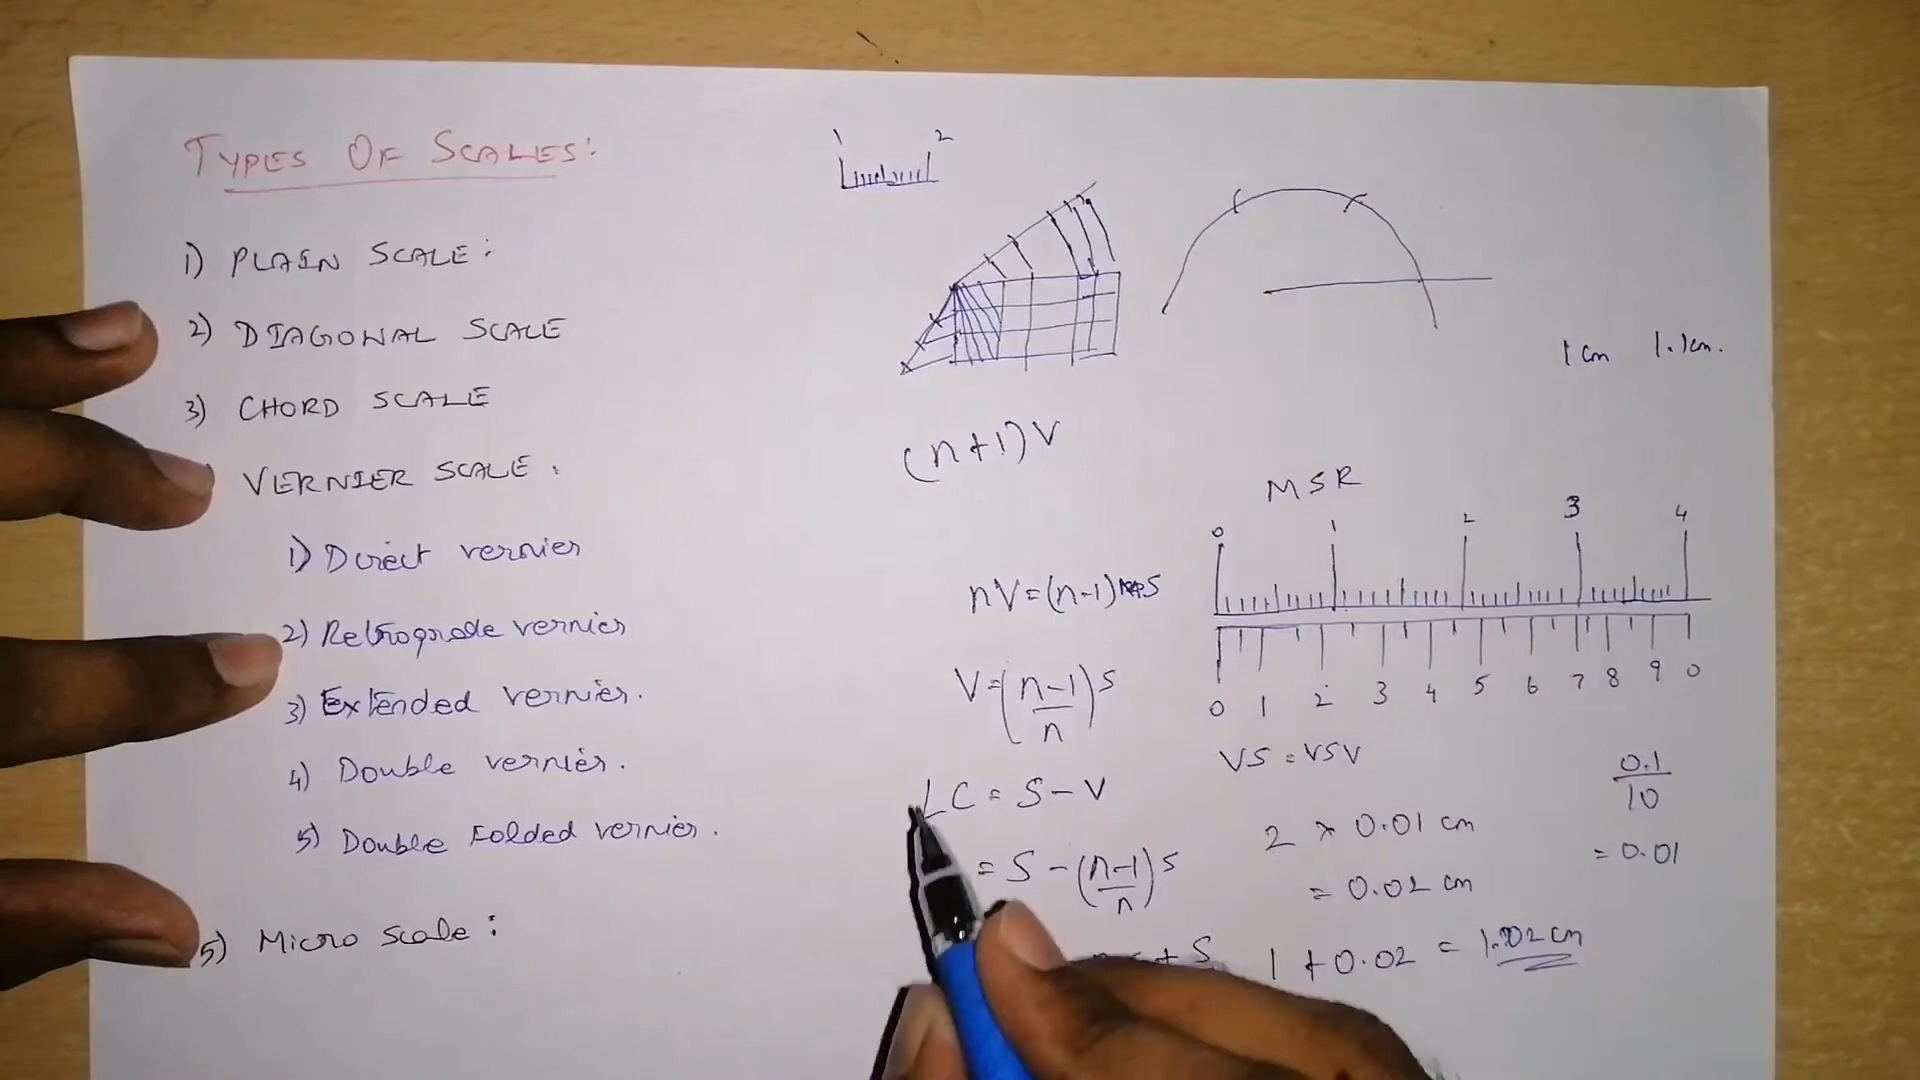 TYPES OF SCALES:
1) PLAIN SCALE:
2) DIAGONAL SCALE
3) CHORD SCALE
) VERNIER SCALE:
1) Direct vernier
2) Retrograde vernier
3) Extended vernier.
4) Double vernier.
5) Double Folded vernier.
5) Micro scale:
1 2
1 cm 1.1cm.
(n+1)V
MSR
0 1 2 3 4
0 1 2 3 4 5 6 7 8 9 0
nV=(n-1) S
V=(n-1/n)S
LC = S-V
= S-(n-1/n)S
+ S
VS = VSV
2 × 0.01 cm
= 0.02 cm
1 + 0.02 = 1.02 cm
0.1
10
= 0.01